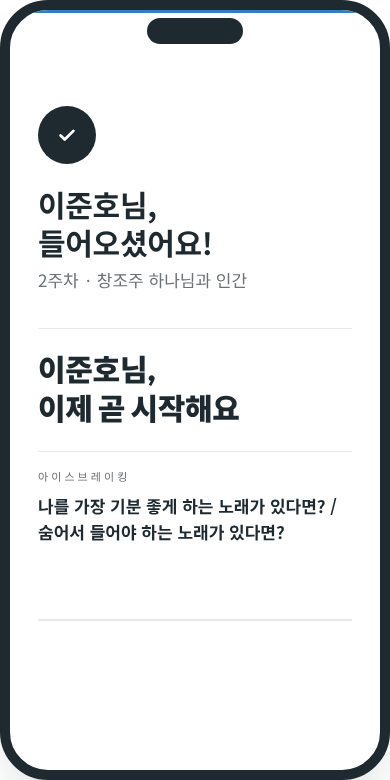 이준호님,
들어오셨어요!
2주차 · 창조주 하나님과 인간
이준호님,
이제 곧 시작해요
아이스브레이킹
나를 가장 기분 좋게 하는 노래가 있다면? /
숨어서 들어야 하는 노래가 있다면?